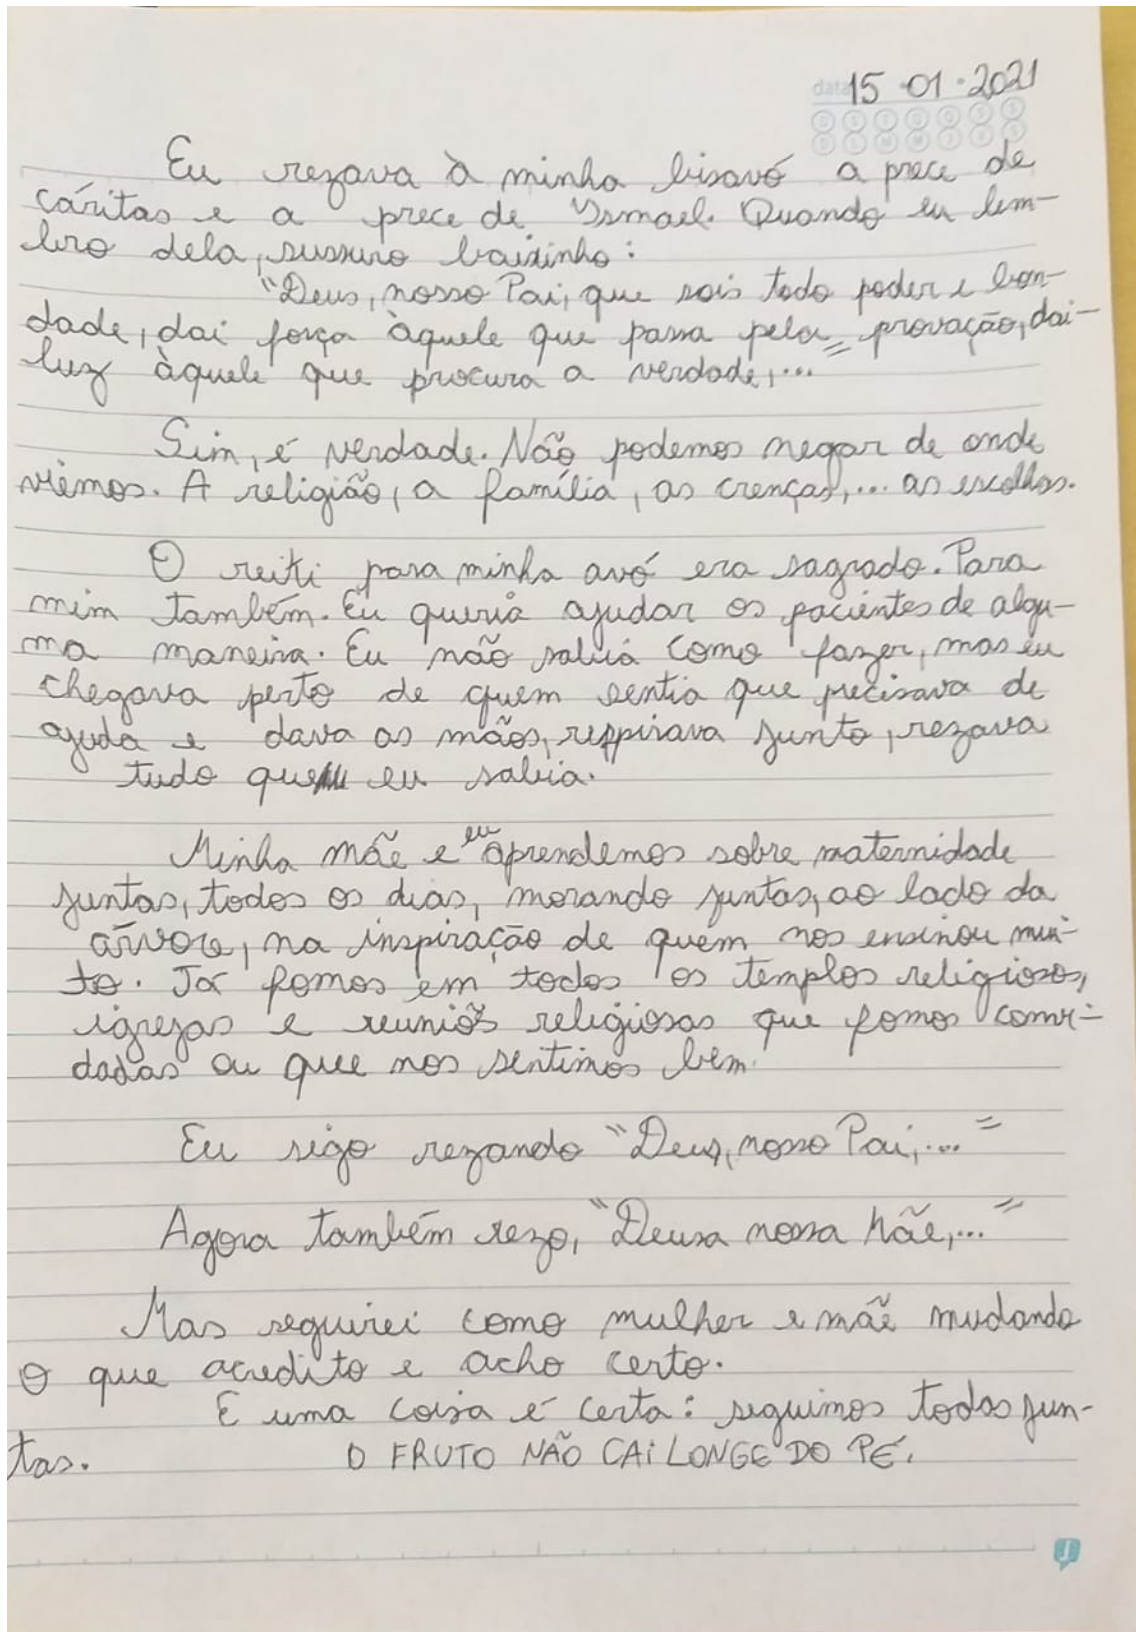 data 15 · 01 · 2021
D S T Q Q S S
D L M M J V S
Eu rezava à minha bisavó a prece de
cáritas e a prece de Ismael. Quando eu lem-
bro dela, sussuro baixinho:
"Deus, nosso Pai, que sois todo poder e bon-
dade, dai força àquele que passa pela provação, dai-
luz àquele que procura a verdade,..."
Sim, é verdade. Não podemos negar de onde
viemos. A religião, a família, as crenças,... as escolhas.
O reiki para minha avó era sagrado. Para
mim também. Eu queria ajudar os pacientes de algu-
ma maneira. Eu não sabia como fazer, mas eu
chegava perto de quem sentia que precisava de
ajuda e dava as mãos, respirava junto, rezava
tudo que eu sabia.
Minha mãe e eu aprendemos sobre maternidade
juntas, todos os dias, morando juntas, ao lado da
árvore, na inspiração de quem nos ensinou mui-
to. Já fomos em todos os templos religiosos,
igrejas e reuniões religiosas que fomos convi-
dadas ou que nos sentimos bem.
Eu sigo rezando "Deus, nosso Pai,..."
Agora também rezo, "Deusa nossa Mãe,..."
Mas seguirei como mulher e mãe mudando
o que acredito e acho certo.
E uma coisa é certa: seguimos todas jun-
tas. O FRUTO NÃO CAI LONGE DO PÉ.
J